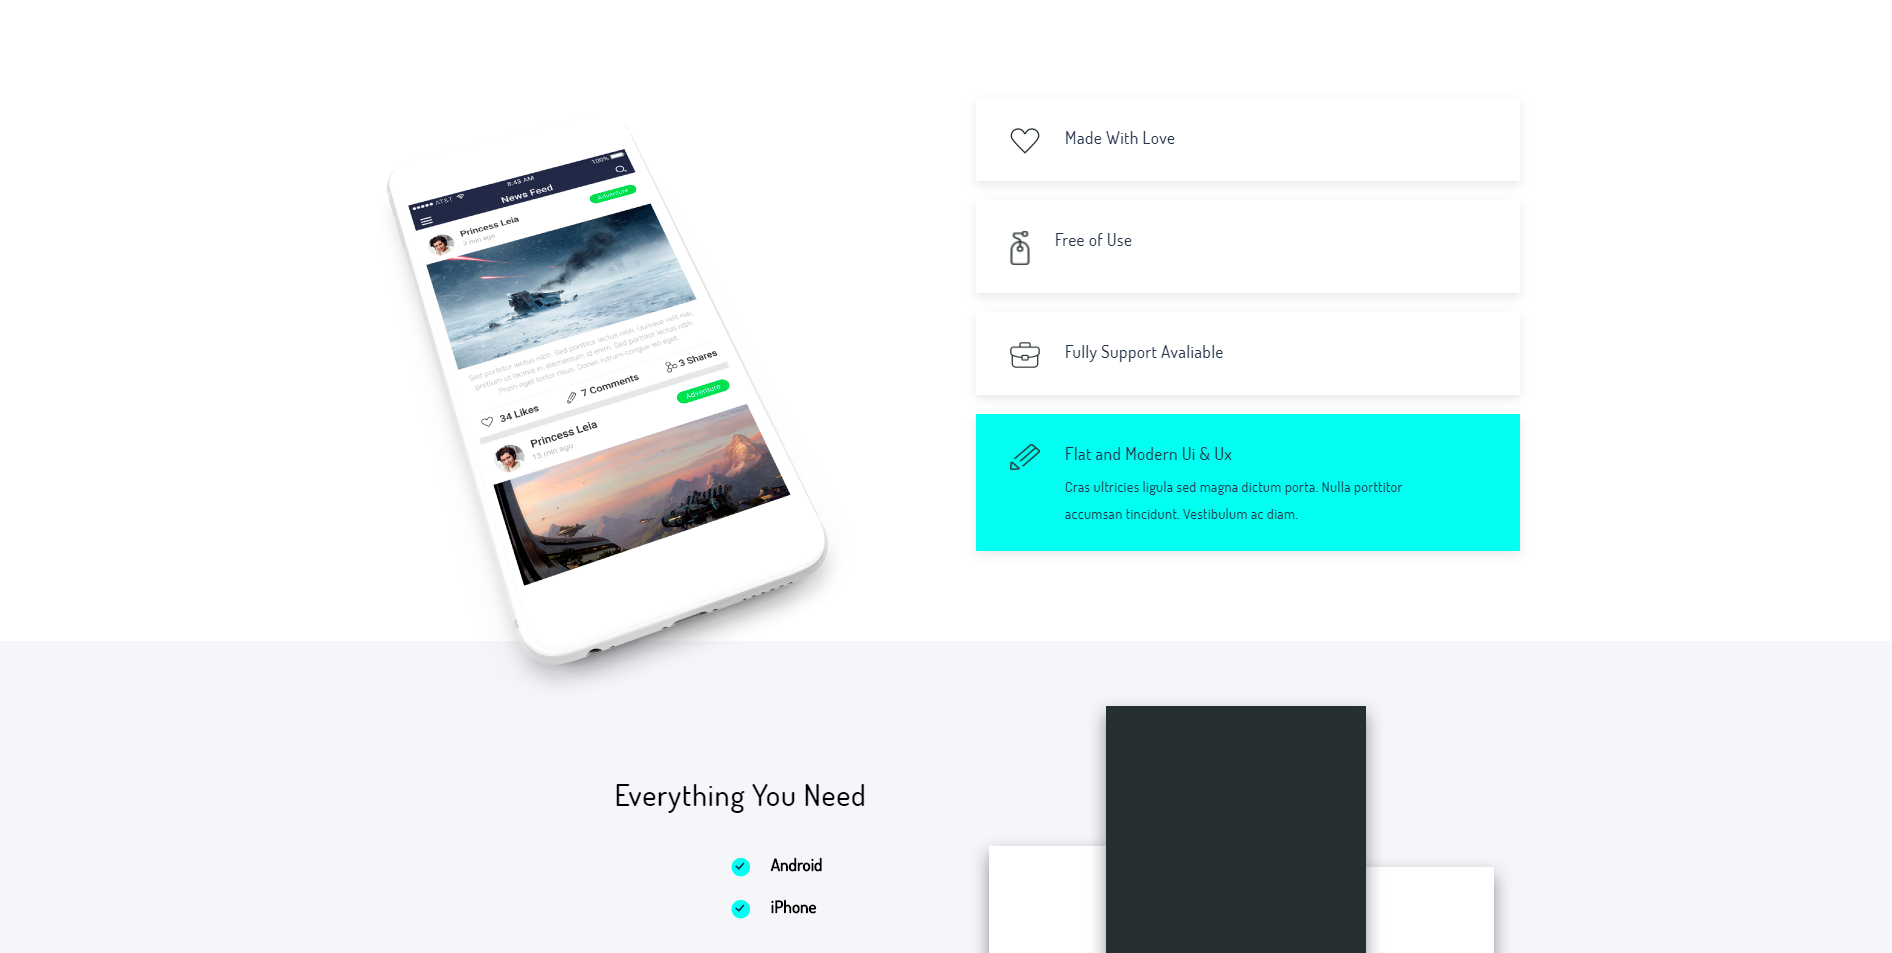 ●●●●● AT&T
8:43 AM
100%
News Feed
Princess Leia
3 min ago
Adventure
Sed porttitor lectus nibh. Sed porttitor lectus nibh. Quisque velit nisi,
pretium ut lacinia in, elementum id enim. Sed porttitor lectus nibh.
Proin eget tortor risus. Donec rutrum congue leo eget.
34 Likes
7 Comments
3 Shares
Princess Leia
13 min ago
Adventure
Made With Love
Free of Use
Fully Support Avaliable
Flat and Modern Ui & Ux
Cras ultricies ligula sed magna dictum porta. Nulla porttitor
accumsan tincidunt. Vestibulum ac diam.
Everything You Need
Android
iPhone